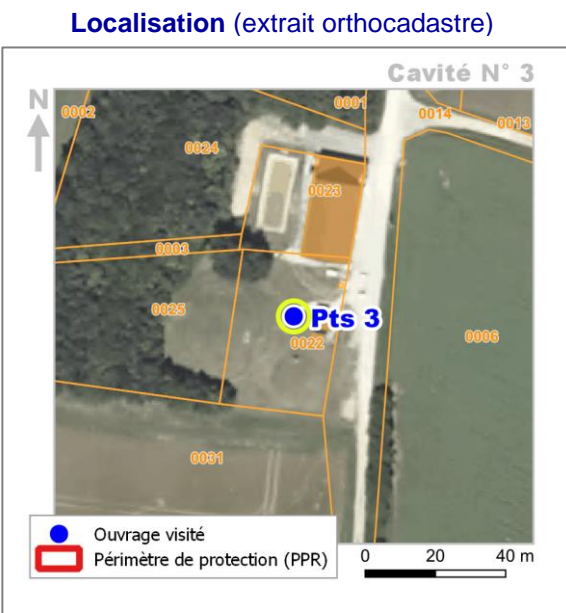 Localisation (extrait orthocadastre)
Cavité N° 3
N
0002
0001
0014
0013
0024
0023
0003
0025
Pts 3
0022
0006
0031
Ouvrage visité
Périmètre de protection (PPR)
0 20 40 m